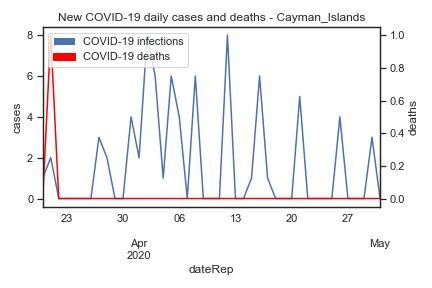 New COVID-19 daily cases and deaths - Cayman_Islands
COVID-19 infections
COVID-19 deaths
cases
8
6
4
2
0
deaths
1.0
0.8
0.6
0.4
0.2
0.0
23 30 06 13 20 27
Apr May
2020
dateRep